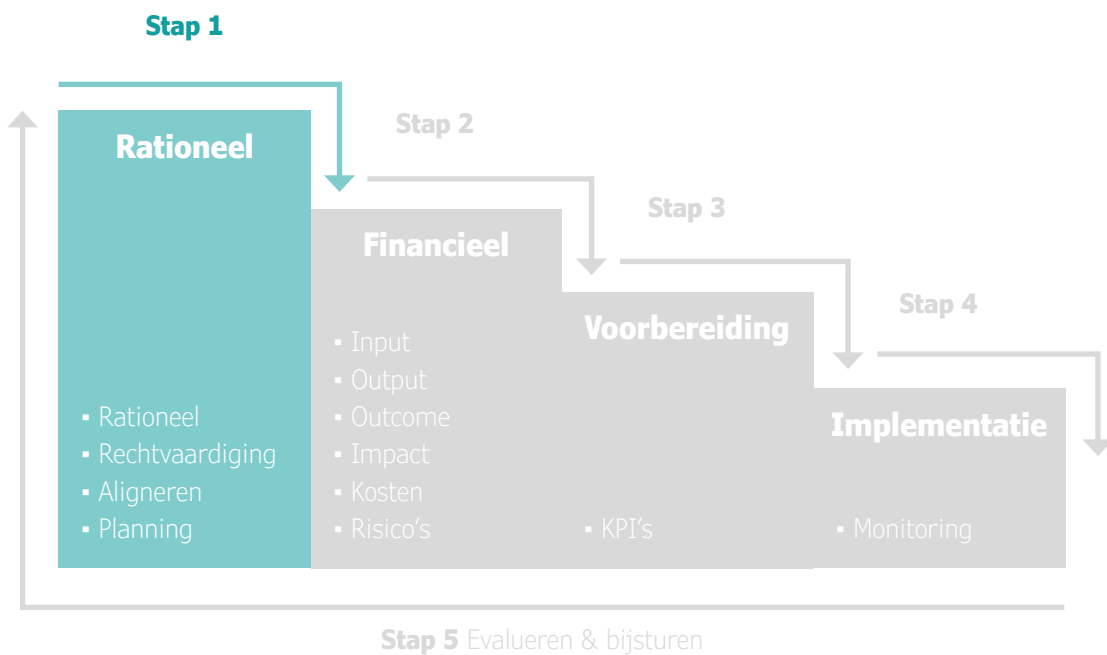 Stap 1
Rationeel
▪ Rationeel
▪ Rechtvaardiging
▪ Aligneren
▪ Planning
Stap 2
Financieel
▪ Input
▪ Output
▪ Outcome
▪ Impact
▪ Kosten
▪ Risico’s
Stap 3
Voorbereiding
▪ KPI’s
Stap 4
Implementatie
▪ Monitoring
Stap 5 Evalueren & bijsturen